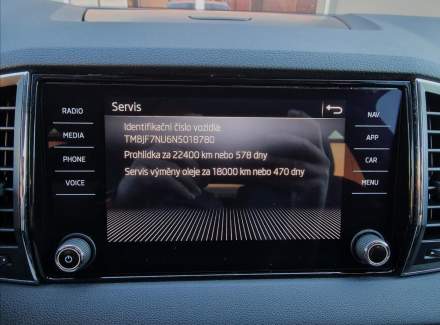 Servis
Identifikační číslo vozidla:
TMBJF7NU6N5018780
Prohlídka za 22400 km nebo 578 dny
Servis výměny oleje za 18000 km nebo 470 dny
RADIO
MEDIA
PHONE
VOICE
NAV
APP
CAR
MENU